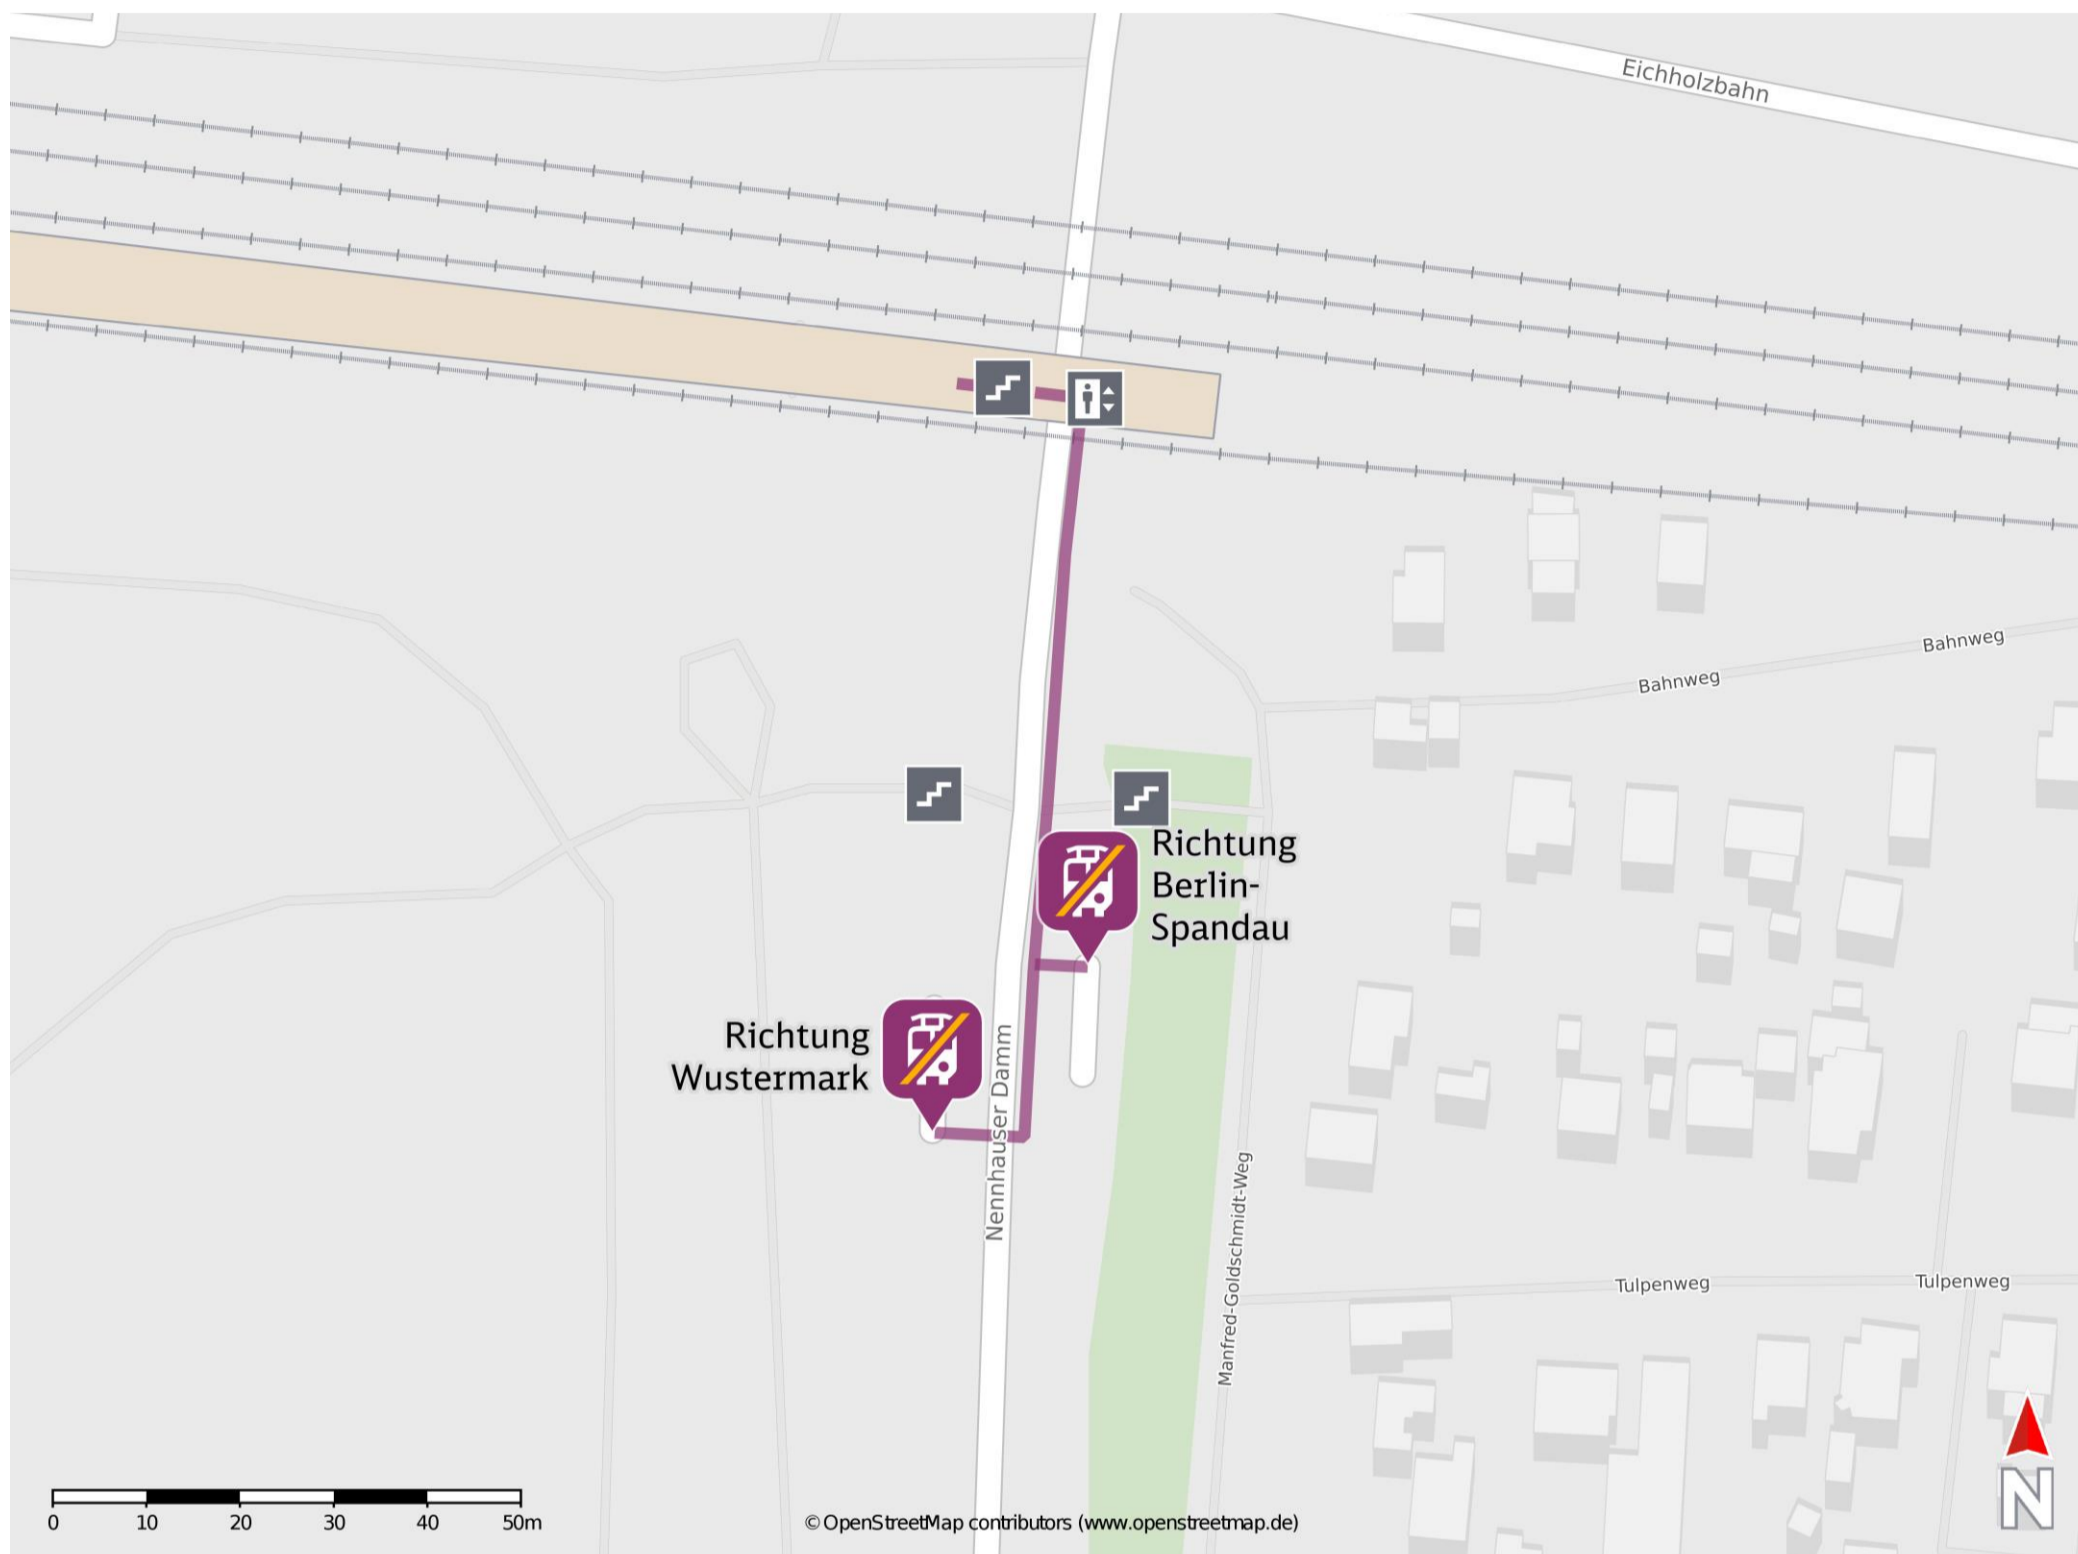 Eichholzbahn
Bahnweg
Bahnweg
Richtung
Berlin-
Spandau
Richtung
Wustermark
Nennhauser Damm
Manfred-Goldschmidt-Weg
Tulpenweg
Tulpenweg
N
0 10 20 30 40 50m
© OpenStreetMap contributors (www.openstreetmap.de)